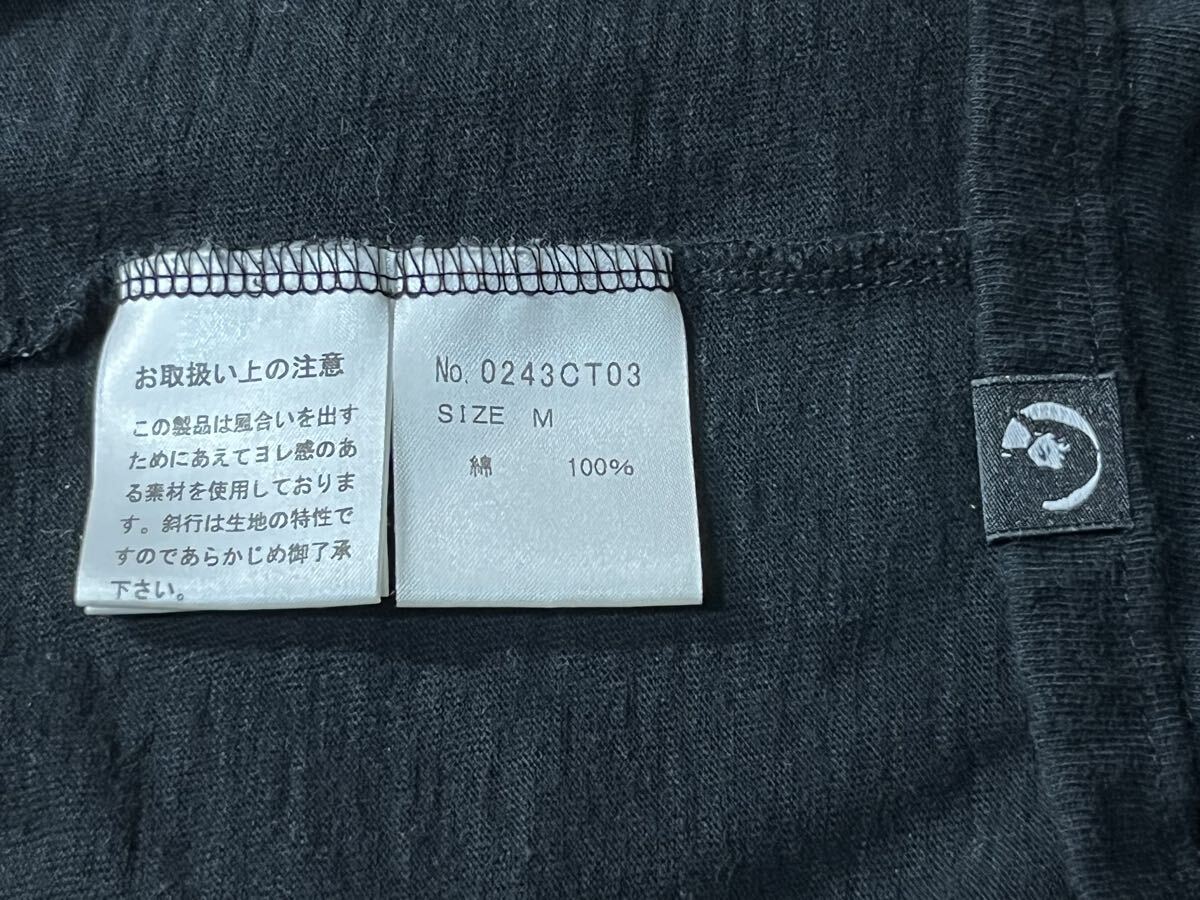 お取扱い上の注意
この製品は風合いを出す
ためにあえてヨレ感のあ
る素材を使用しておりま
す。斜行は生地の特性で
すのであらかじめ御了承
下さい。
No. 0243CT03
SIZE M
綿 100%